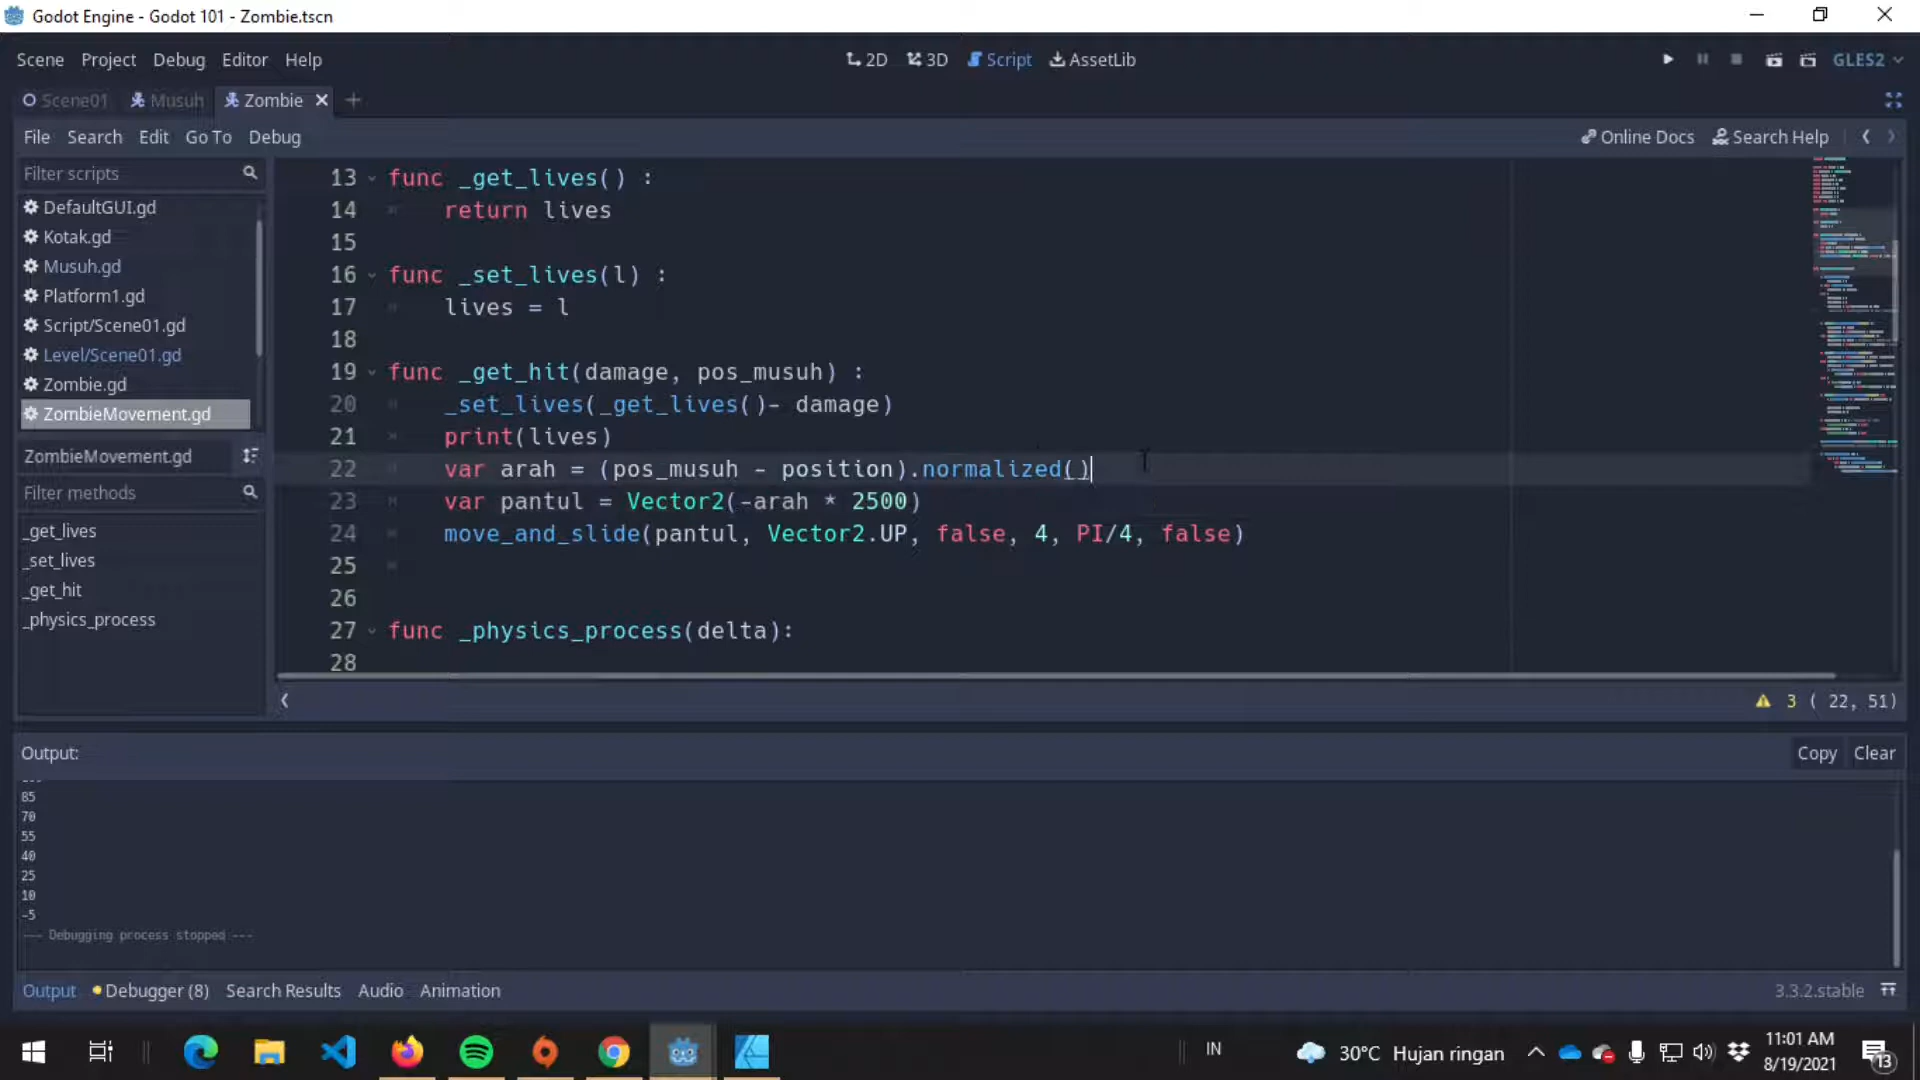 Godot Engine - Godot 101 - Zombie.tscn
Scene Project Debug Editor Help
2D 3D Script AssetLib
GLES2
Scene01 Musuh Zombie
File Search Edit Go To Debug
Online Docs Search Help
Filter scripts
DefaultGUI.gd
Kotak.gd
Musuh.gd
Platform1.gd
Script/Scene01.gd
Level/Scene01.gd
Zombie.gd
ZombieMovement.gd
ZombieMovement.gd
Filter methods
_get_lives
_set_lives
_get_hit
_physics_process
13 func _get_lives() :
14 return lives
15
16 func _set_lives(l) :
17 lives = l
18
19 func _get_hit(damage, pos_musuh) :
20 _set_lives(_get_lives()- damage)
21 print(lives)
22 var arah = (pos_musuh - position).normalized()
23 var pantul = Vector2(-arah * 2500)
24 move_and_slide(pantul, Vector2.UP, false, 4, PI/4, false)
25
26
27 func _physics_process(delta):
28
3 ( 22, 51)
Output:
Copy Clear
85
70
55
40
25
10
-5
--- Debugging process stopped ---
Output Debugger (8) Search Results Audio Animation
3.3.2.stable
IN
30°C Hujan ringan
11:01 AM
8/19/2021
13